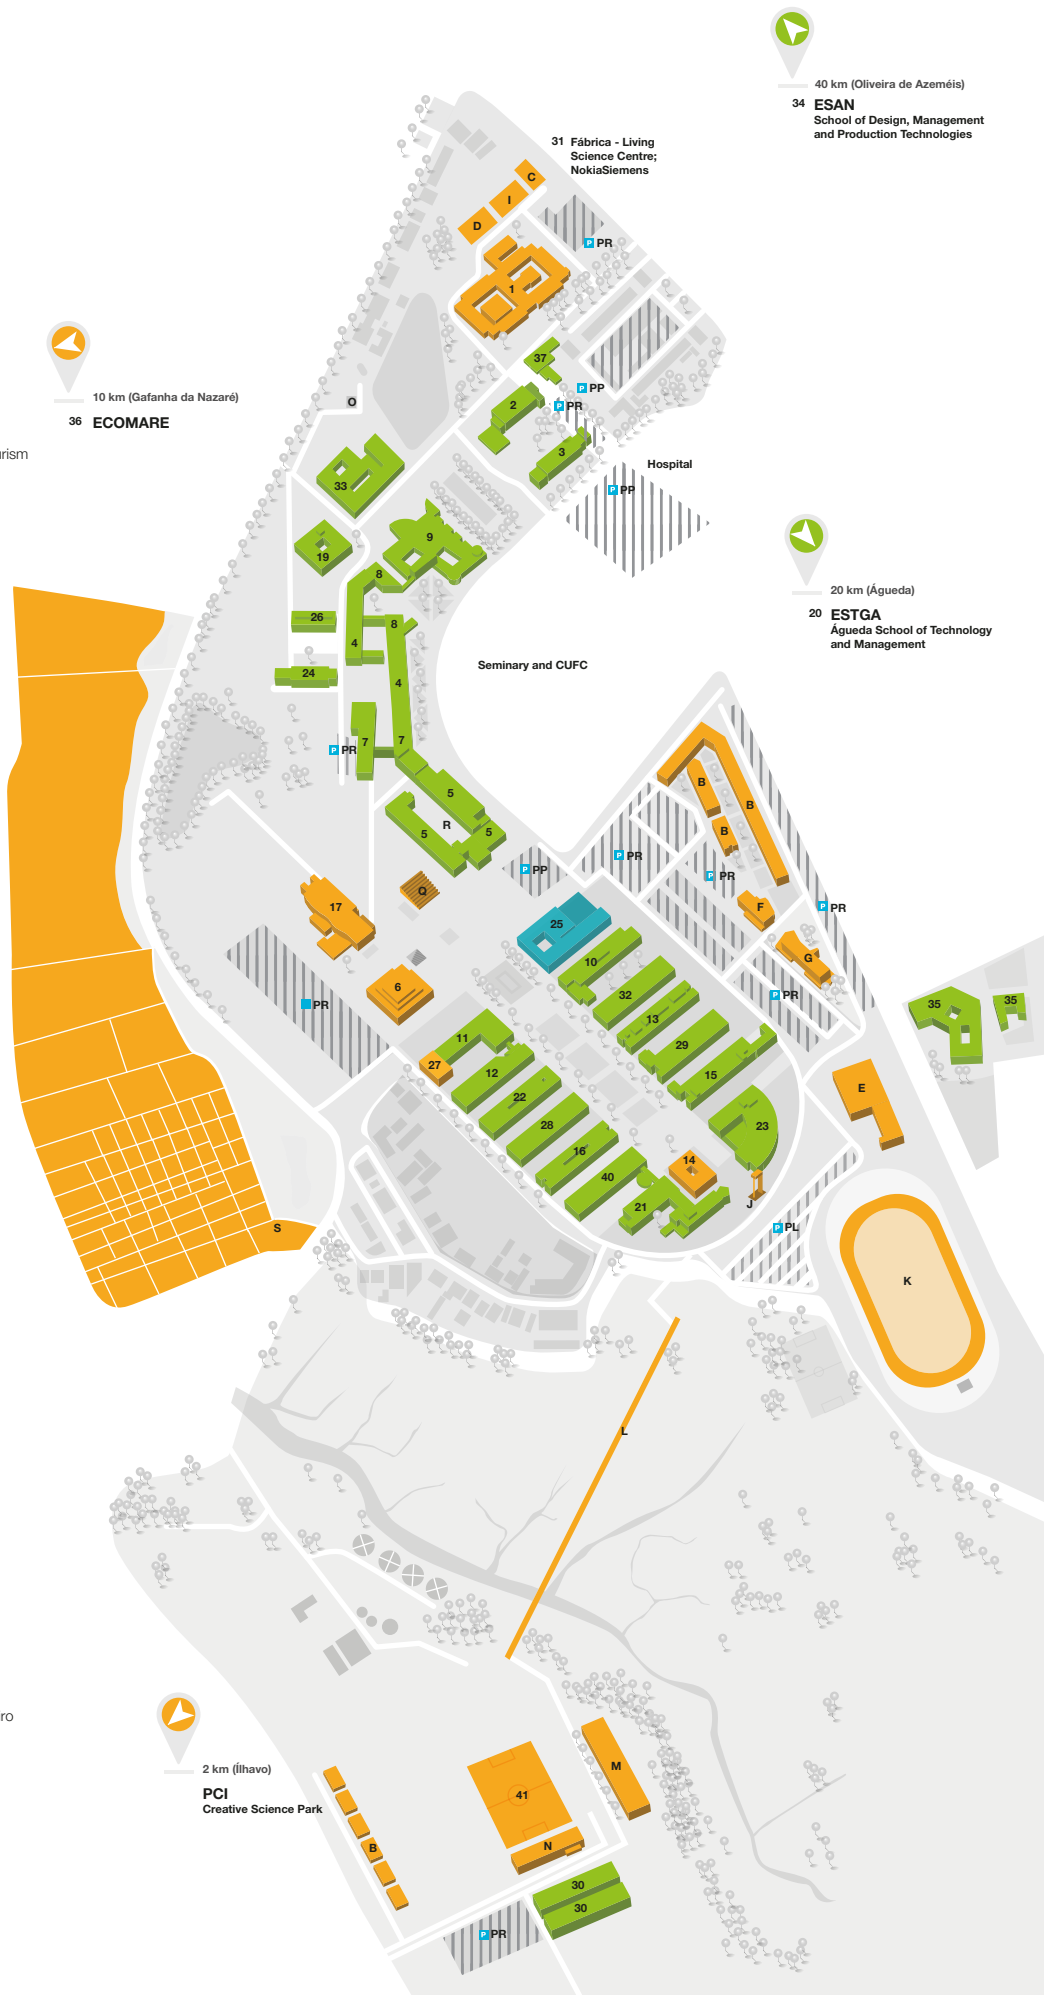 40 km (Oliveira de Azeméis)
34 ESAN
School of Design, Management
and Production Technologies
31 Fábrica - Living
Science Centre;
NokiaSiemens
C
I
D
PR
1
37
10 km (Gafanha da Nazaré)
36 ECOMARE
O
PP
PR
2
3
urism
Hospital
33
PP
9
19
20 km (Águeda)
20 ESTGA
Águeda School of Technology
and Management
8
26
8
4
Seminary and CUFC
24
4
7
7
PR
5
R
5
5
B
B
B
PR
PP
PR
Q
17
F
PR
25
G
10
6
PR
32
PR
35
35
13
11
29
27
12
15
E
22
28
23
16
14
40
J
21
S
PL
K
L
ro
2 km (Ílhavo)
PCI
Creative Science Park
M
41
B
N
30
30
PR